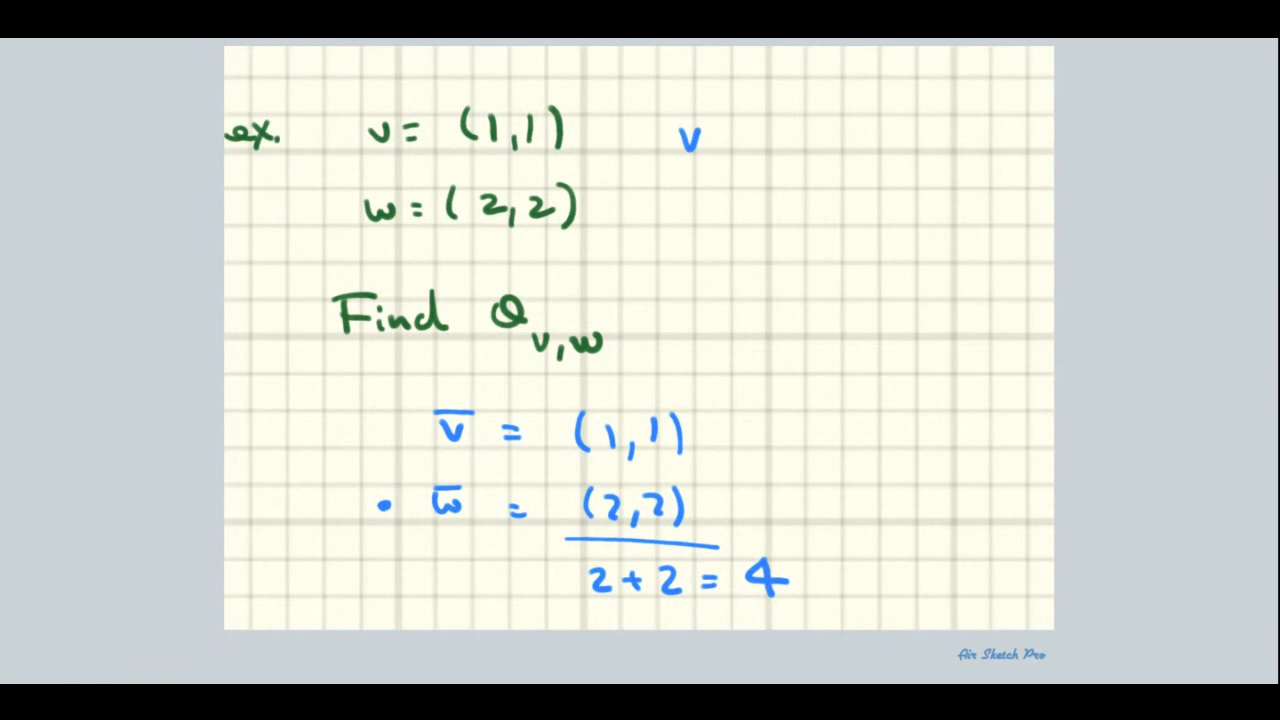 ex. v = (1,1) v
w = (2,2)
Find θ v,w
v̅ = (1,1)
• w̅ = (2,2)
2 + 2 = 4
Air Sketch Pro